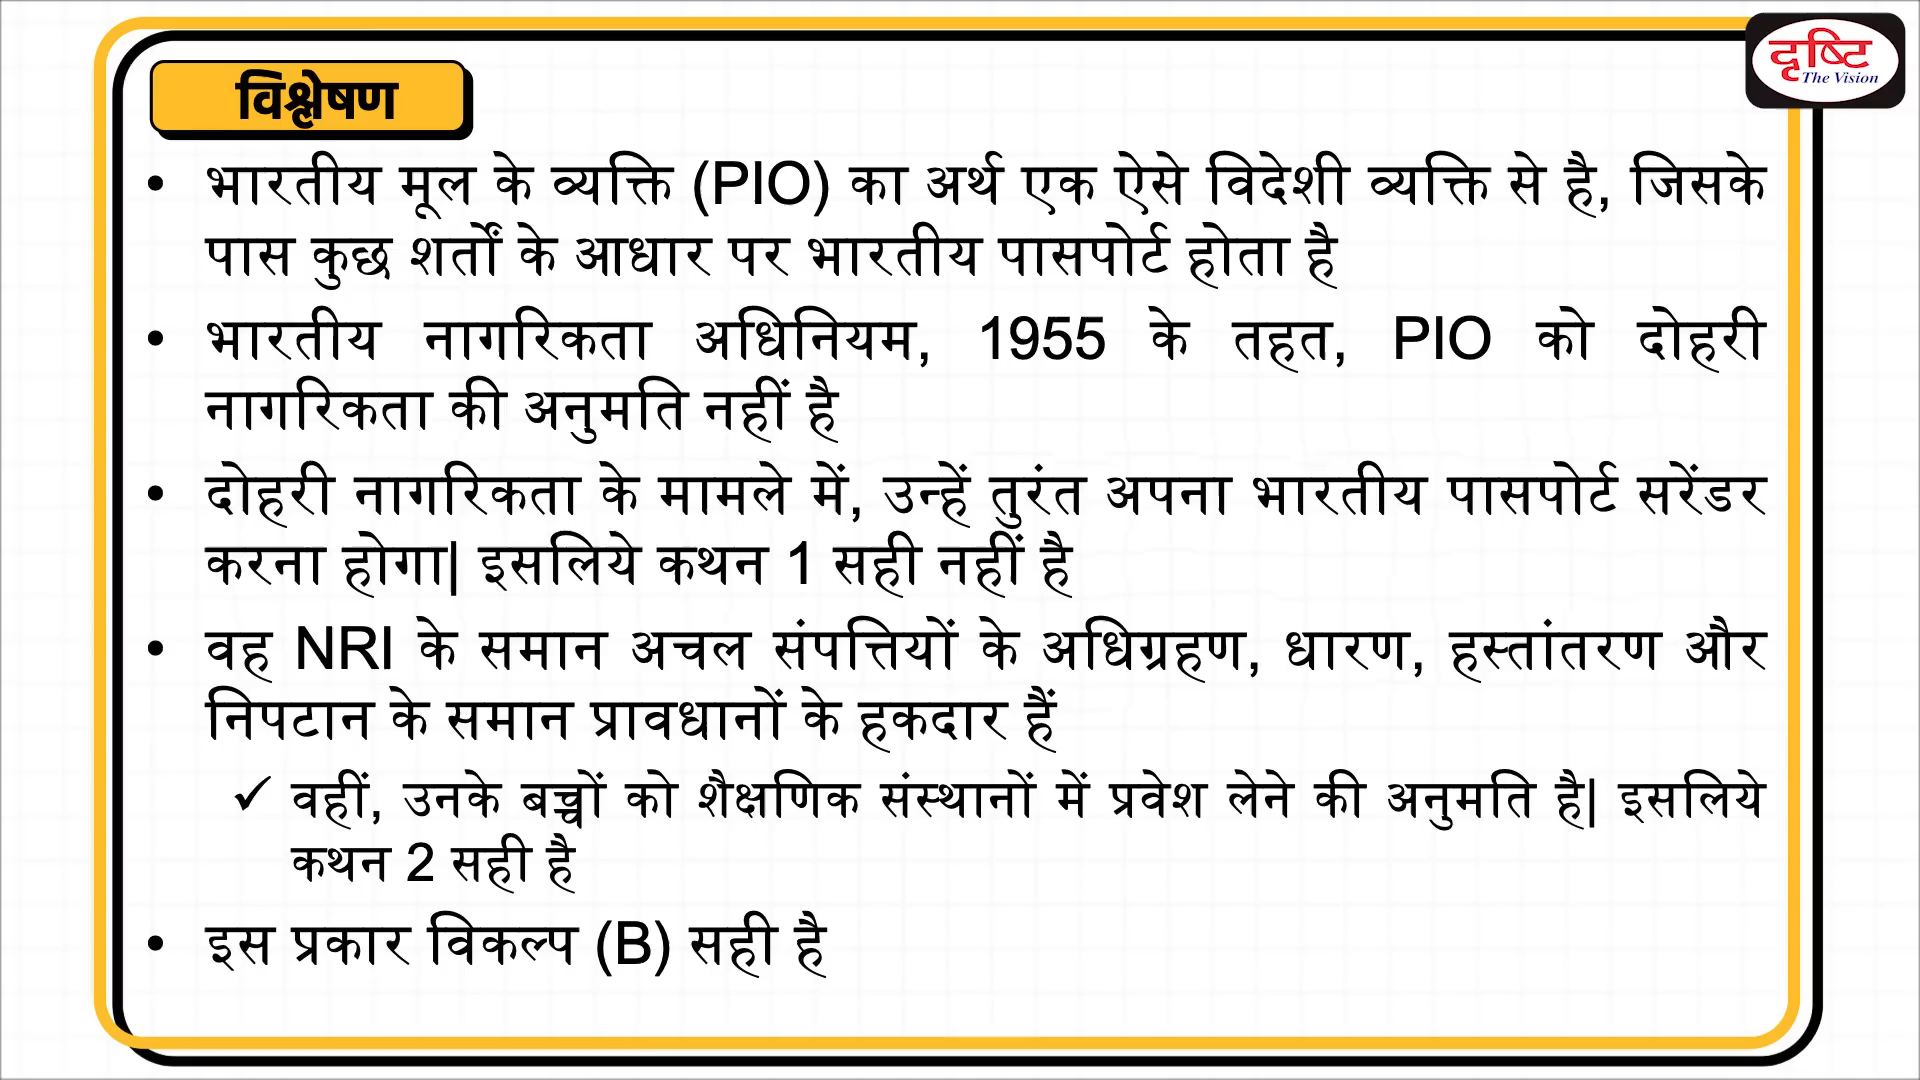 दृष्टि
The Vision
विश्लेषण
• भारतीय मूल के व्यक्ति (PIO) का अर्थ एक ऐसे विदेशी व्यक्ति से है, जिसके
पास कुछ शर्तों के आधार पर भारतीय पासपोर्ट होता है
• भारतीय नागरिकता अधिनियम, 1955 के तहत, PIO को दोहरी
नागरिकता की अनुमति नहीं है
• दोहरी नागरिकता के मामले में, उन्हें तुरंत अपना भारतीय पासपोर्ट सरेंडर
करना होगा| इसलिये कथन 1 सही नहीं है
• वह NRI के समान अचल संपत्तियों के अधिग्रहण, धारण, हस्तांतरण और
निपटान के समान प्रावधानों के हकदार हैं
✓ वहीं, उनके बच्चों को शैक्षणिक संस्थानों में प्रवेश लेने की अनुमति है| इसलिये
कथन 2 सही है
• इस प्रकार विकल्प (B) सही है